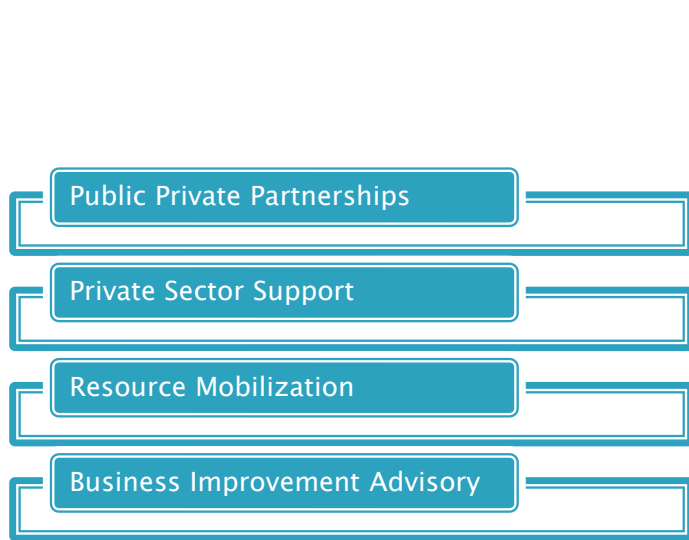 Public Private Partnerships
Private Sector Support
Resource Mobilization
Business Improvement Advisory